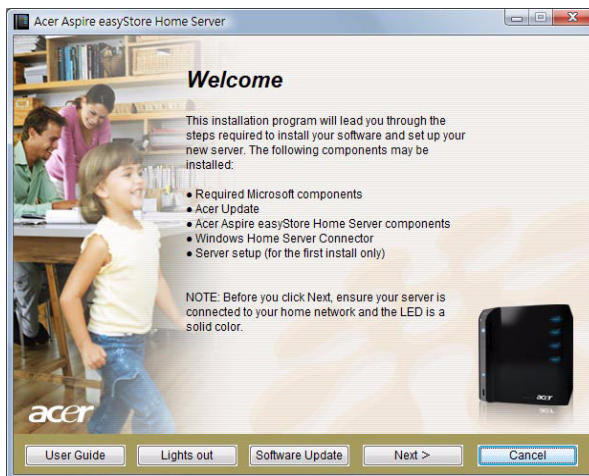 Acer Aspire easyStore Home Server
Welcome
This installation program will lead you through the
steps required to install your software and set up your
new server. The following components may be
installed:
● Required Microsoft components
● Acer Update
● Acer Aspire easyStore Home Server components
● Windows Home Server Connector
● Server setup (for the first install only)
NOTE: Before you click Next, ensure your server is
connected to your home network and the LED is a
solid color.
acer
acer
User Guide Lights out Software Update Next > Cancel